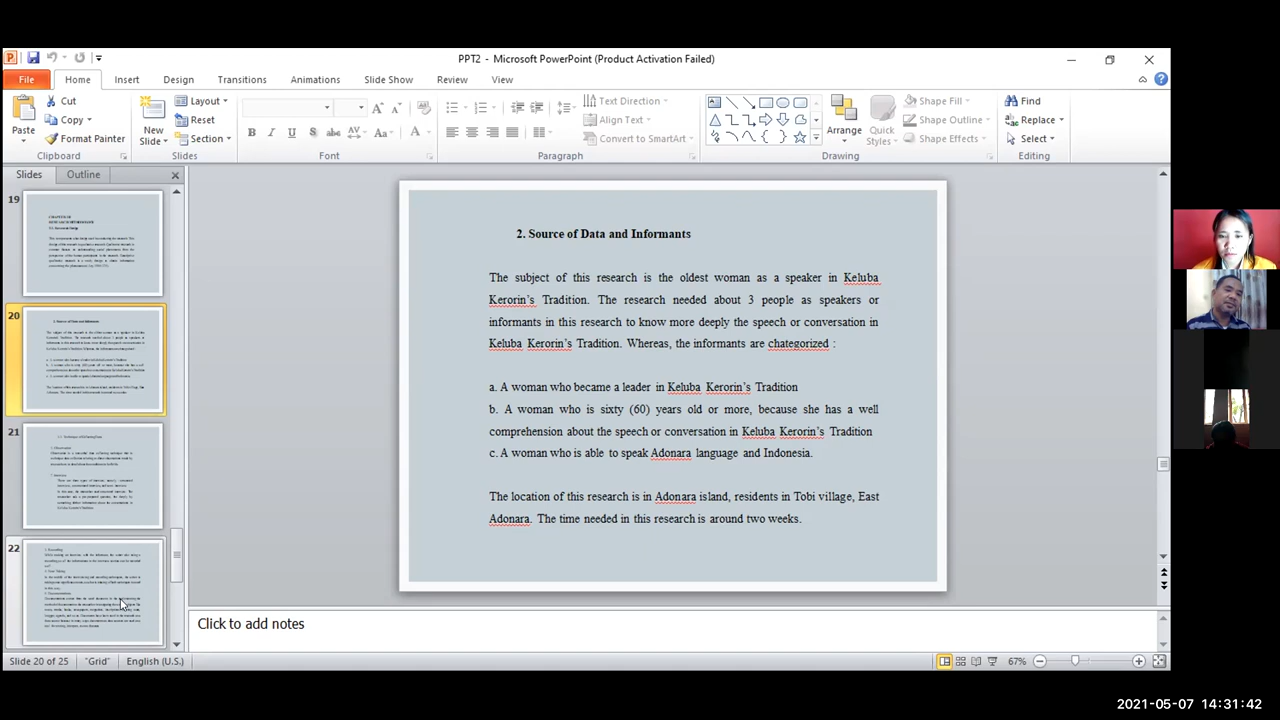 PPT2 - Microsoft PowerPoint (Product Activation Failed)
File Home Insert Design Transitions Animations Slide Show Review View
Paste
Cut
Copy
Format Painter
Clipboard
New Slide
Layout
Reset
Section
Slides
Font
Text Direction
Align Text
Convert to SmartArt
Paragraph
Arrange
Quick Styles
Shape Fill
Shape Outline
Shape Effects
Drawing
Find
Replace
Select
Editing
Slides Outline
19
20
21
22
2. Source of Data and Informants
The subject of this research is the oldest woman as a speaker in Keluba
Kerorin's Tradition. The research needed about 3 people as speakers or
informants in this research to know more deeply the speech or conversation in
Keluba Kerorin's Tradition. Whereas, the informants are chategorized :
a. A woman who became a leader in Keluba Kerorin's Tradition
b. A woman who is sixty (60) years old or more, because she has a well
comprehension about the speech or conversation in Keluba Kerorin's Tradition
c. A woman who is able to speak Adonara language and Indonesia.
The location of this research is in Adonara island, residents in Tobi village, East
Adonara. The time needed in this research is around two weeks.
Click to add notes
Slide 20 of 25 "Grid" English (U.S.) 67%
2021-05-07 14:31:42